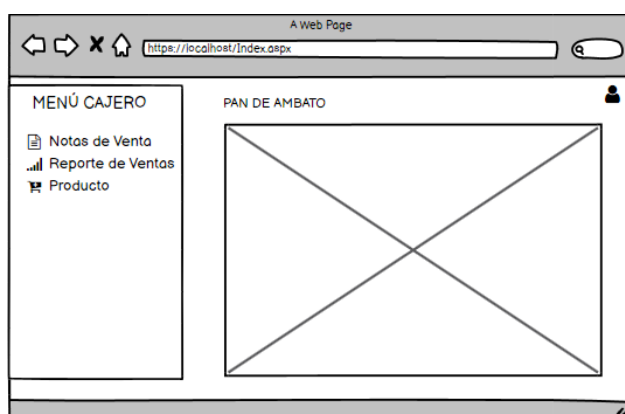 A Web Page
https://localhost/Index.aspx
MENÚ CAJERO
PAN DE AMBATO
Notas de Venta
Reporte de Ventas
Producto